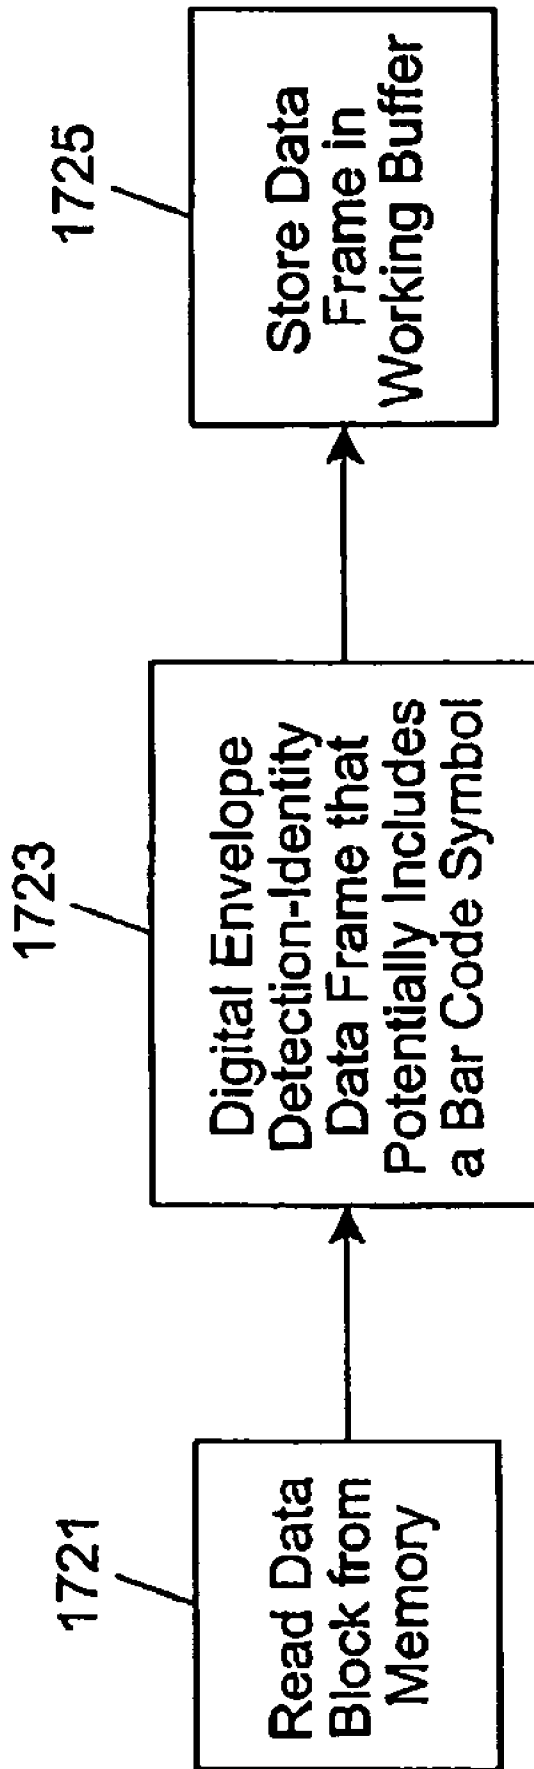 1721
Read Data
Block from
Memory
1723
Digital Envelope
Detection-Identity
Data Frame that
Potentially Includes
a Bar Code Symbol
1725
Store Data
Frame in
Working Buffer